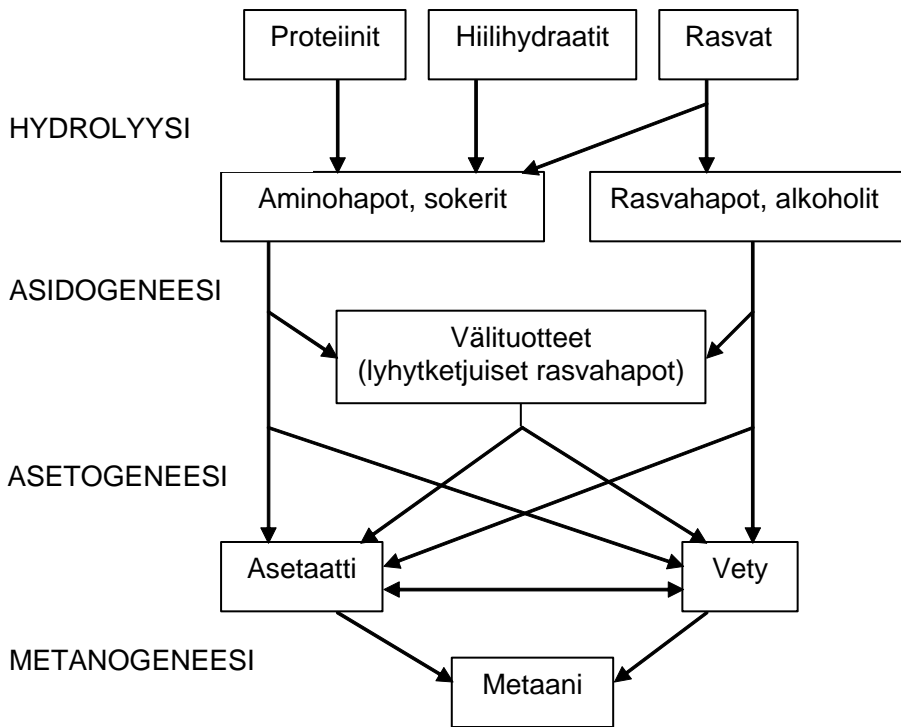 Proteiinit
Hiilihydraatit
Rasvat
HYDROLYYSI
Aminohapot, sokerit
Rasvahapot, alkoholit
ASIDOGENEESI
Välituotteet
(lyhytketjuiset rasvahapot)
ASETOGENEESI
Asetaatti
Vety
METANOGENEESI
Metaani